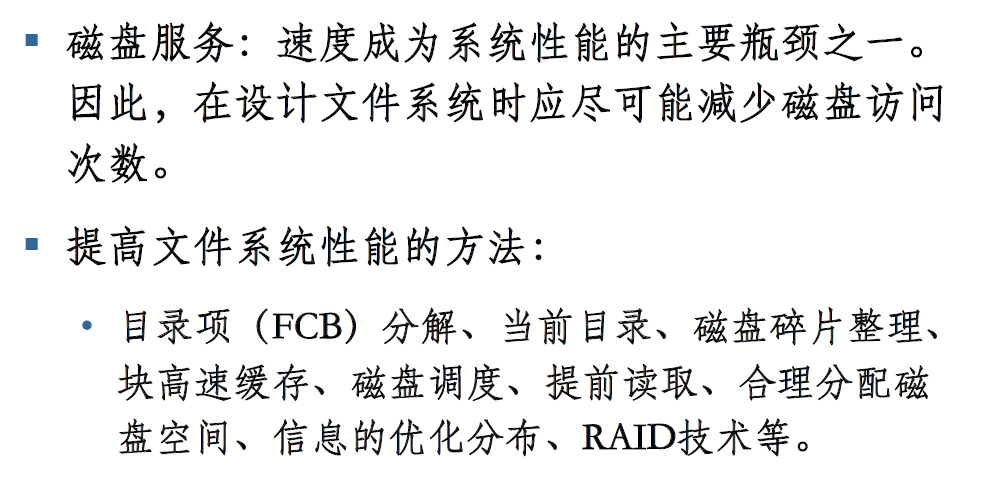 ▪ 磁盘服务：速度成为系统性能的主要瓶颈之一。
因此，在设计文件系统时应尽可能减少磁盘访问
次数。
▪ 提高文件系统性能的方法：
• 目录项（FCB）分解、当前目录、磁盘碎片整理、
块高速缓存、磁盘调度、提前读取、合理分配磁
盘空间、信息的优化分布、RAID技术等。